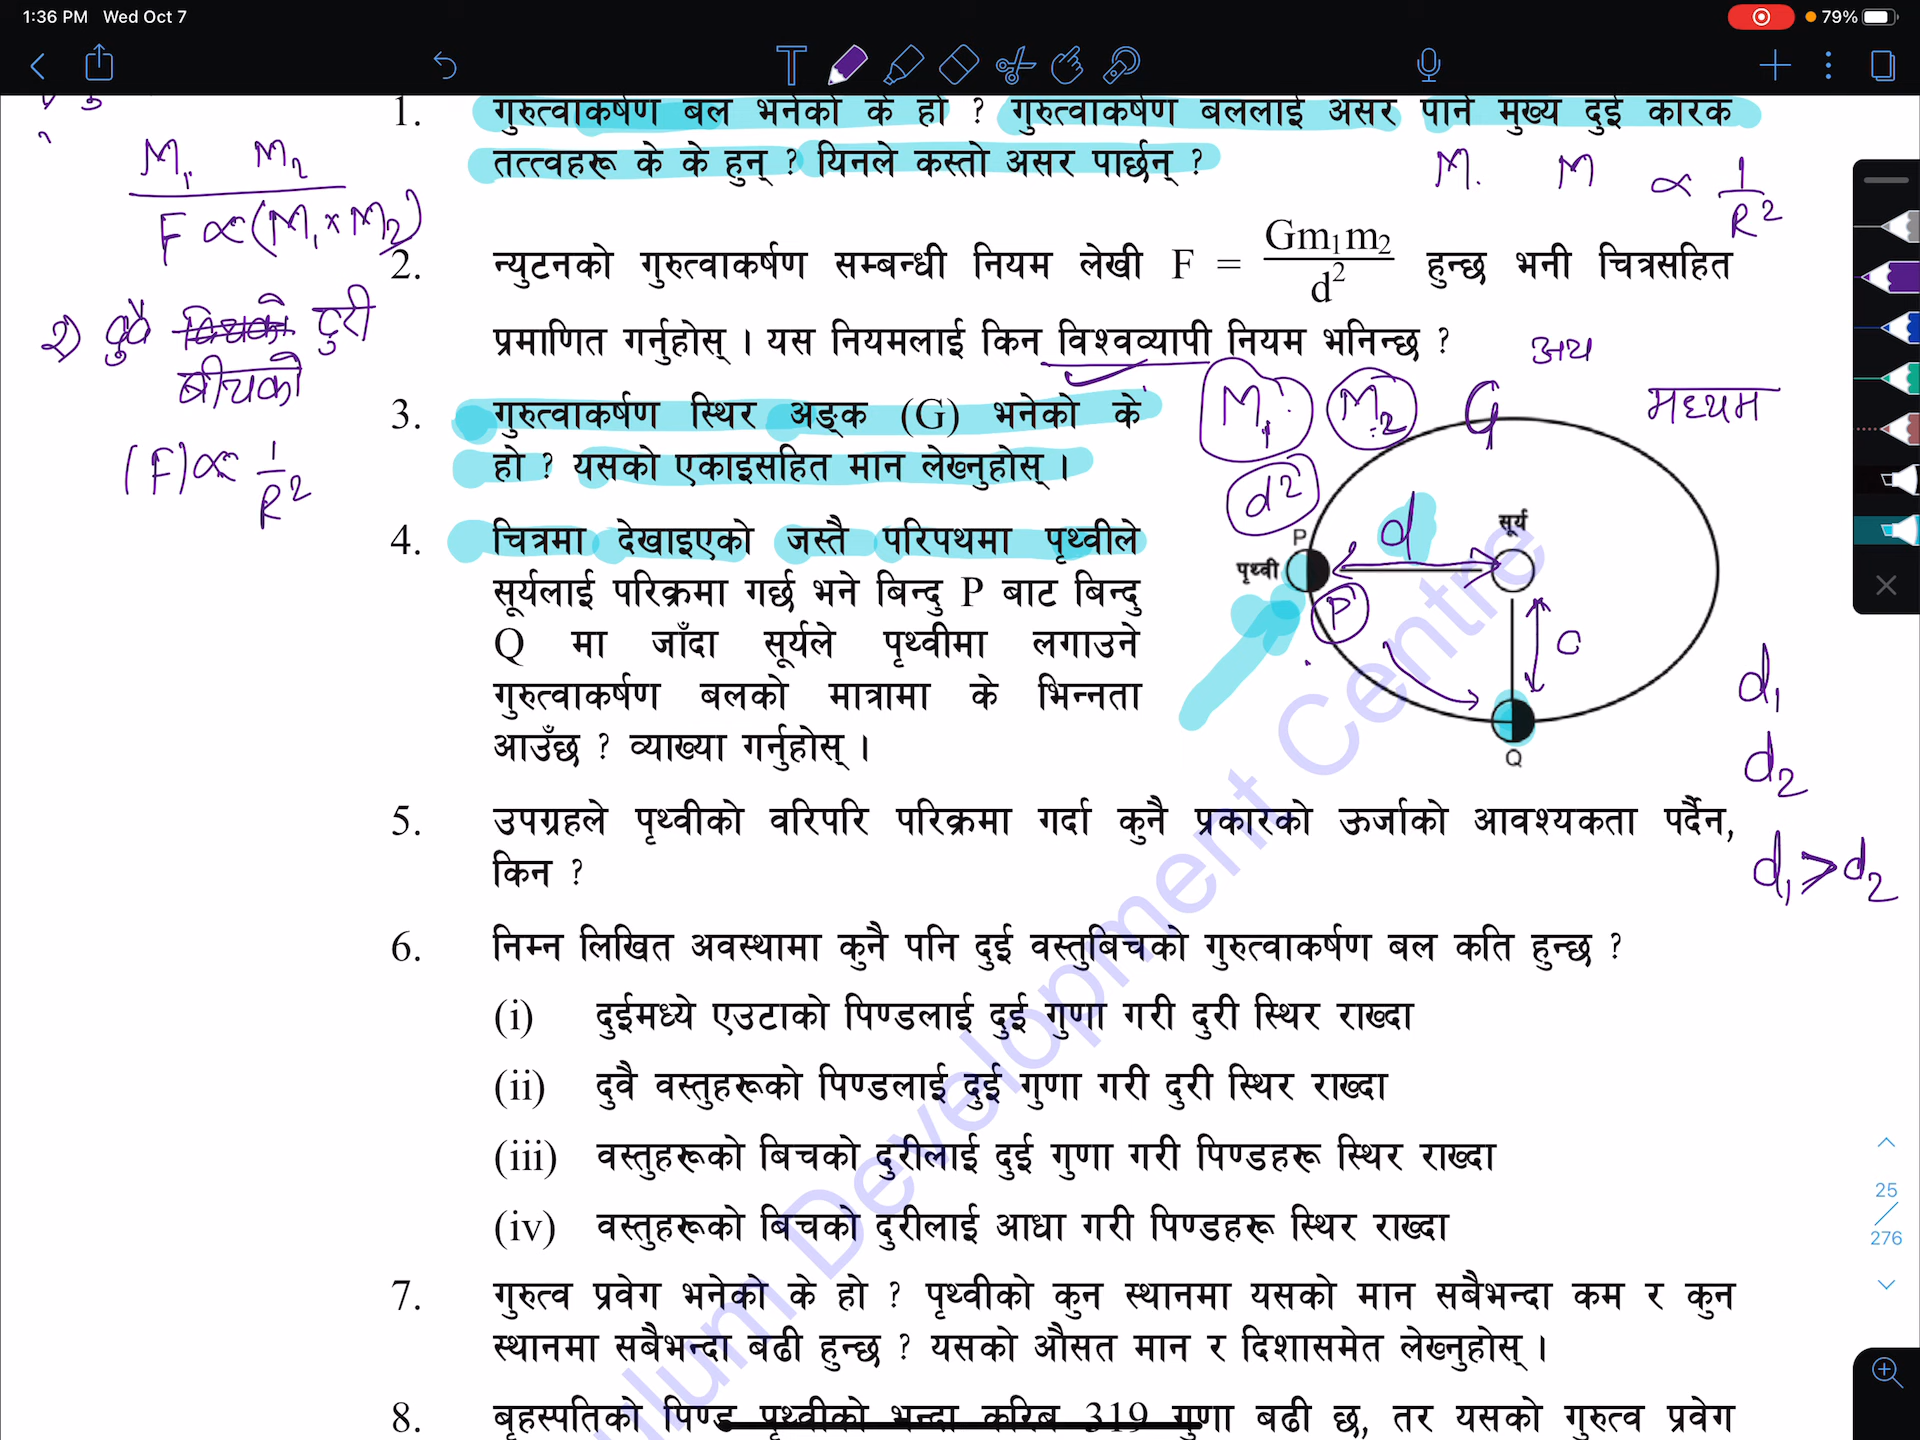 1:36 PM Wed Oct 7
79%
1. गुरुत्वाकर्षण बल भनेको के हो ? गुरुत्वाकर्षण बललाई असर पार्ने मुख्य दुई कारक
तत्त्वहरू के के हुन् ? यिनले कस्तो असर पार्छन् ?
M₁ M₂
F ∝ (M₁ × M₂)
M. M ∝ 1/R²
2. न्युटनको गुरुत्वाकर्षण सम्बन्धी नियम लेखी F = Gm₁m₂/d² हुन्छ भनी चित्रसहित
प्रमाणित गर्नुहोस् । यस नियमलाई किन विश्वव्यापी नियम भनिन्छ ?
२) दुवै दुरी
बीचको
(F) ∝ 1/R²
3. गुरुत्वाकर्षण स्थिर अङ्क (G) भनेको के
हो ? यसको एकाइसहित मान लेख्नुहोस् ।
M₁ M₂ G मध्यम
d²
4. चित्रमा देखाइएको जस्तै परिपथमा पृथ्वीले
सूर्यलाई परिक्रमा गर्छ भने बिन्दु P बाट बिन्दु
Q मा जाँदा सूर्यले पृथ्वीमा लगाउने
गुरुत्वाकर्षण बलको मात्रामा के भिन्नता
आउँछ ? व्याख्या गर्नुहोस् ।
P
d
सूर्य
पृथ्वी
P
Q
d₁
d₂
d₁ > d₂
5. उपग्रहले पृथ्वीको वरिपरि परिक्रमा गर्दा कुनै प्रकारको ऊर्जाको आवश्यकता पर्दैन,
किन ?
6. निम्न लिखित अवस्थामा कुनै पनि दुई वस्तुबिचको गुरुत्वाकर्षण बल कति हुन्छ ?
(i) दुईमध्ये एउटाको पिण्डलाई दुई गुणा गरी दुरी स्थिर राख्दा
(ii) दुवै वस्तुहरूको पिण्डलाई दुई गुणा गरी दुरी स्थिर राख्दा
(iii) वस्तुहरूको बिचको दुरीलाई दुई गुणा गरी पिण्डहरू स्थिर राख्दा
(iv) वस्तुहरूको बिचको दुरीलाई आधा गरी पिण्डहरू स्थिर राख्दा
7. गुरुत्व प्रवेग भनेको के हो ? पृथ्वीको कुन स्थानमा यसको मान सबैभन्दा कम र कुन
स्थानमा सबैभन्दा बढी हुन्छ ? यसको औसत मान र दिशासमेत लेख्नुहोस् ।
8. बृहस्पतिको पिण्ड पृथ्वीको भन्दा करिब 319 गुणा बढी छ, तर यसको गुरुत्व प्रवेग
25
/
276
ulum Development Centre